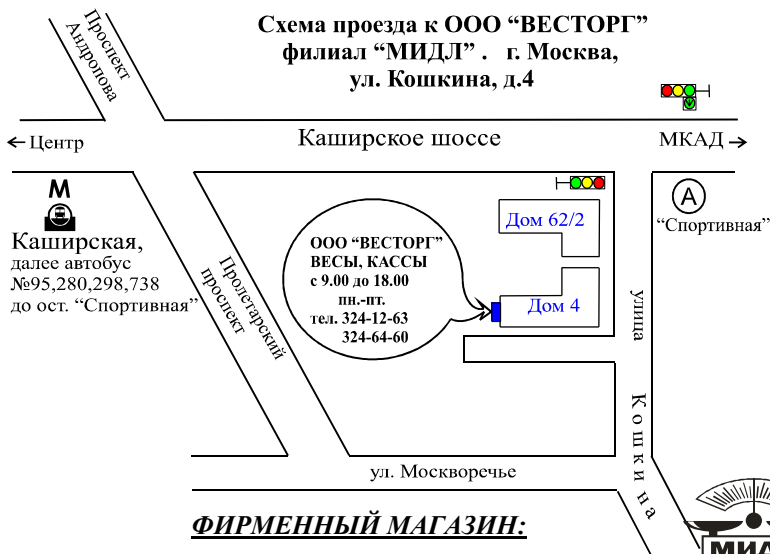 Схема проезда к ООО “ВЕСТОРГ”
филиал “МИДЛ” . г. Москва,
ул. Кошкина, д.4
Проспект
Андропова
← Центр
Каширское шоссе
МКАД →
М
Каширская,
далее автобус
№95,280,298,738
до ост. “Спортивная”
А
“Спортивная”
Дом 62/2
ООО “ВЕСТОРГ”
ВЕСЫ, КАССЫ
с 9.00 до 18.00
пн.-пт.
тел. 324-12-63
324-64-60
Дом 4
Пролетарский
проспект
улица
Кошкина
ул. Москворечье
ФИРМЕННЫЙ МАГАЗИН: